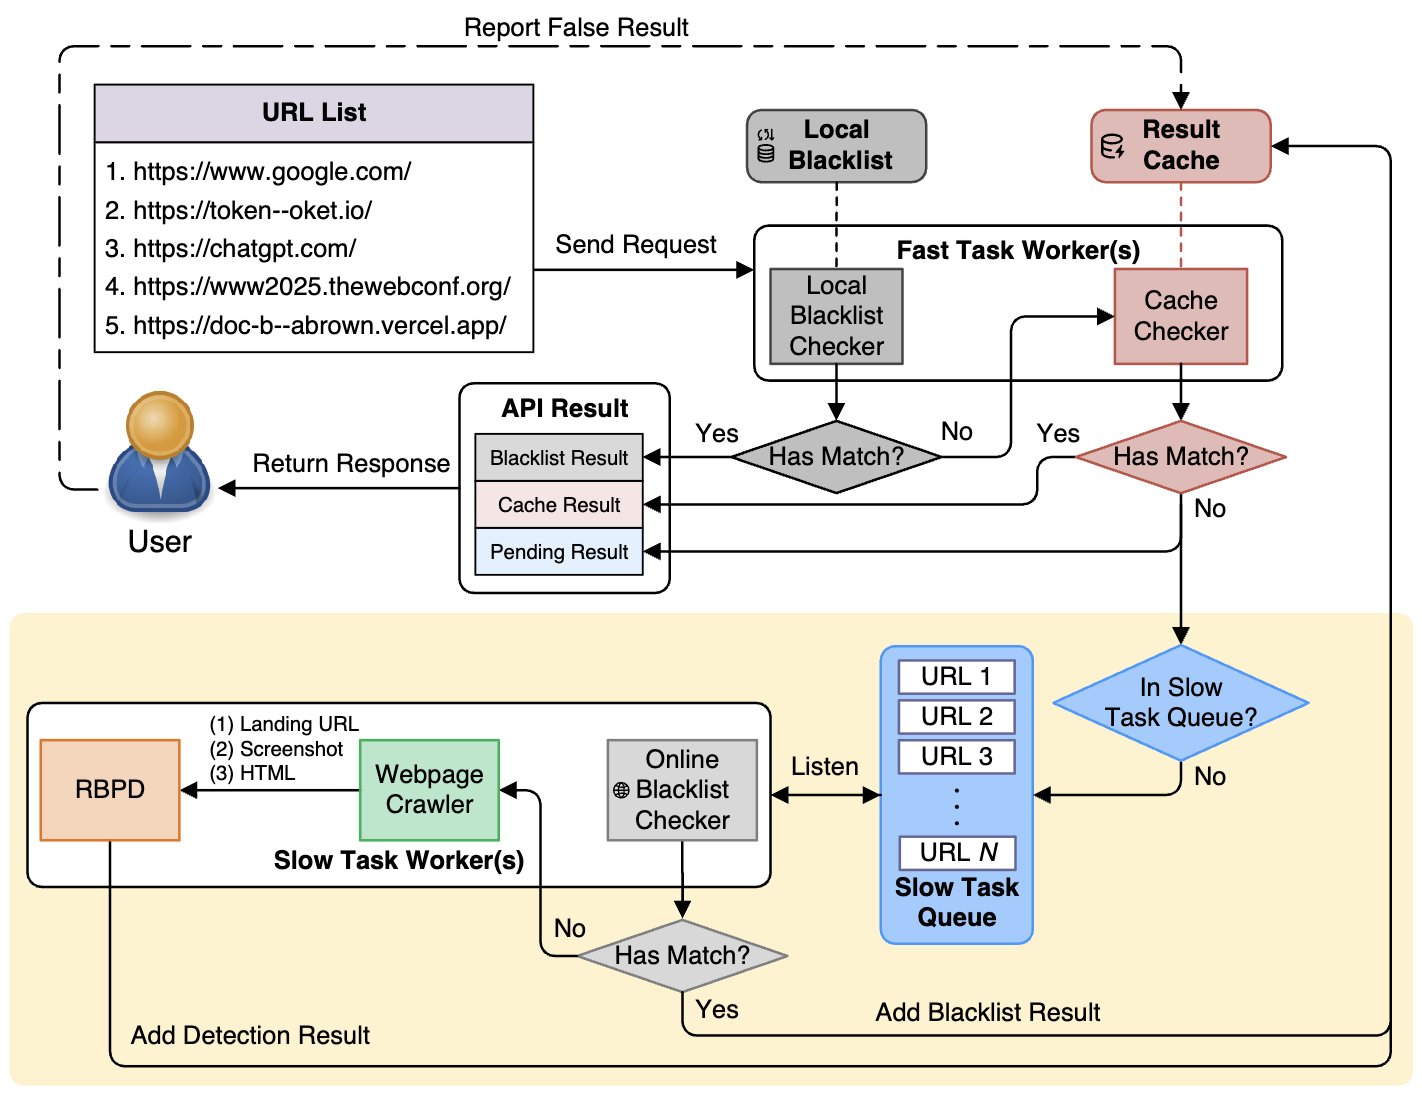 Report False Result
URL List
1. https://www.google.com/
2. https://token--oket.io/
3. https://chatgpt.com/
4. https://www2025.thewebconf.org/
5. https://doc-b--abrown.vercel.app/
Local
Blacklist
Result
Cache
Send Request
Fast Task Worker(s)
Local
Blacklist
Checker
Cache
Checker
API Result
Blacklist Result
Cache Result
Pending Result
Yes
Has Match?
No
Yes
Has Match?
No
Return Response
User
In Slow
Task Queue?
No
URL 1
URL 2
URL 3
URL N
Slow Task
Queue
Listen
(1) Landing URL
(2) Screenshot
(3) HTML
RBPD
Webpage
Crawler
Online
Blacklist
Checker
Slow Task Worker(s)
No
Has Match?
Yes
Add Blacklist Result
Add Detection Result